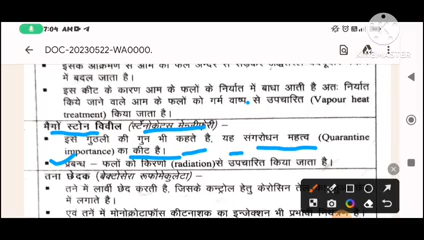 7:04 AM
DOC-20230522-WA0000.
इसके आक्रमण से आम का फल अन्दर से सड़कर
में बदल जाता है।
इस कीट के कारण आम के फलों के निर्यात में बाधा आती है अतः निर्यात
किये जाने वाले आम के फलों को गर्म वाष्प से उपचारित (Vapour heat
treatment) किया जाता है।
मैंगों स्टोन विवील
इस गुठली की गुन भी कहते है, यह संगरोधन महत्व (Quarantine
importance) का कीट है।
प्रबन्ध – फलों को किरणों (radiation) से उपचारित किया जाता है।
तना छेदक (बेक्टोसेरा रूफोमेकुलेटा)
तने में लार्वा छेद करती है, जिसके कन्ट्रोल हेतु केरोसिन
में लगाते है।
एवं तनें में मोनोक्रोटाफॉस कीटनाशक का इन्जेक्शन भी